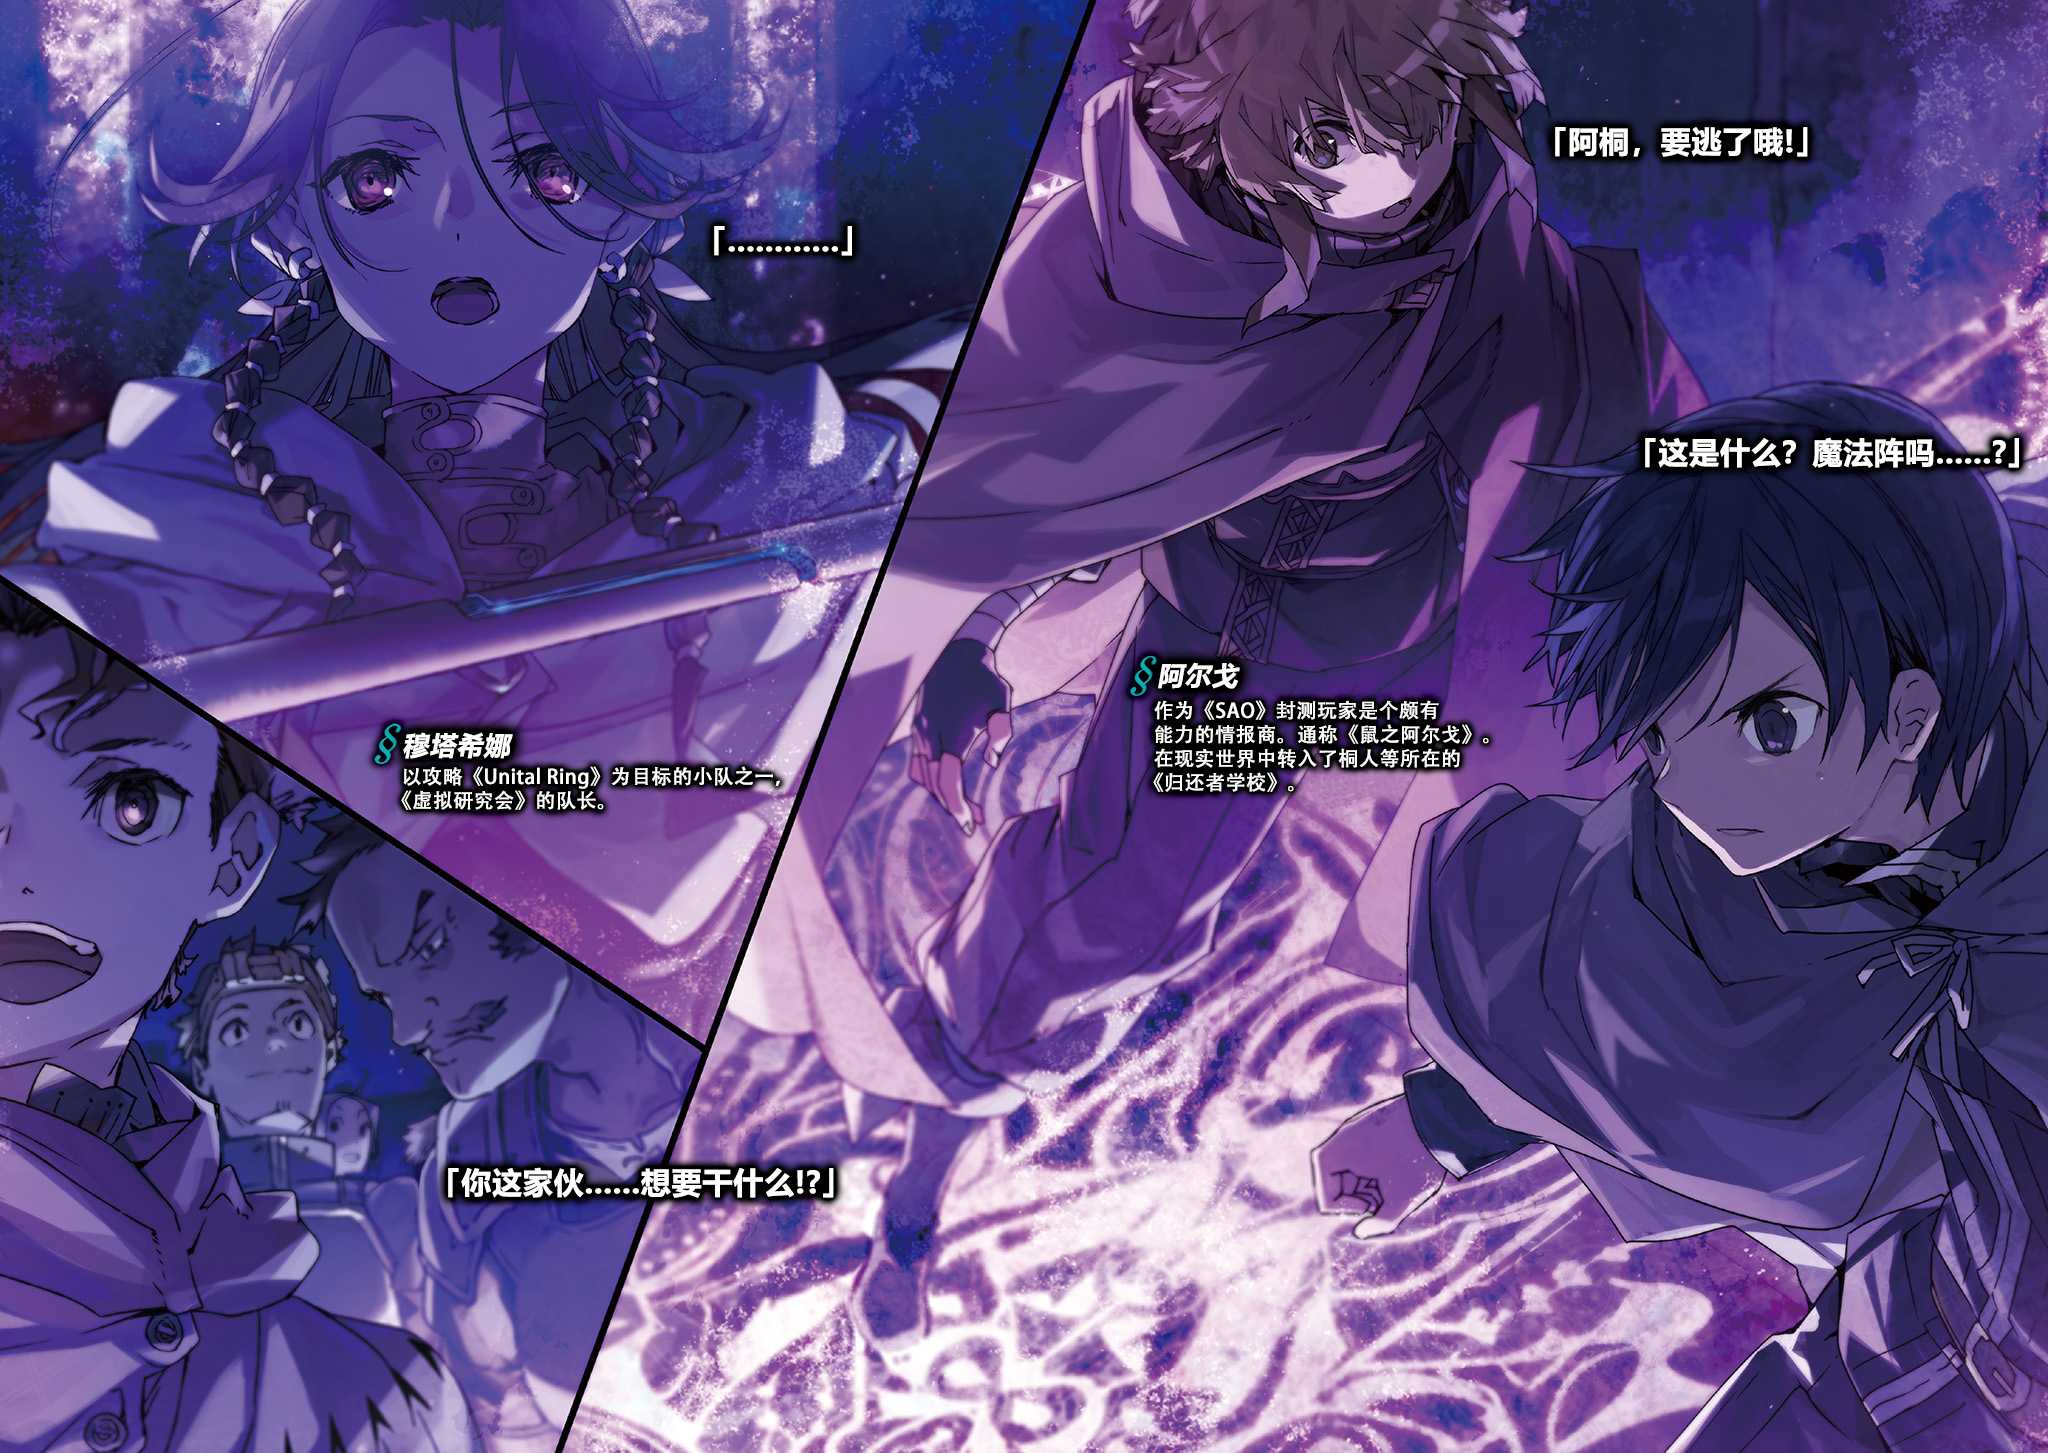 「阿桐，要逃了哦!」
「这是什么？魔法阵吗……?」
§阿尔戈
作为《SAO》封测玩家是个颇有
能力的情报商。通称《鼠之阿尔戈》。
在现实世界中转入了桐人等所在的
《归还者学校》。
「…………」
§穆塔希娜
以攻略《Unital Ring》为目标的小队之一，
《虚拟研究会》的队长。
「你这家伙……想要干什么!?」